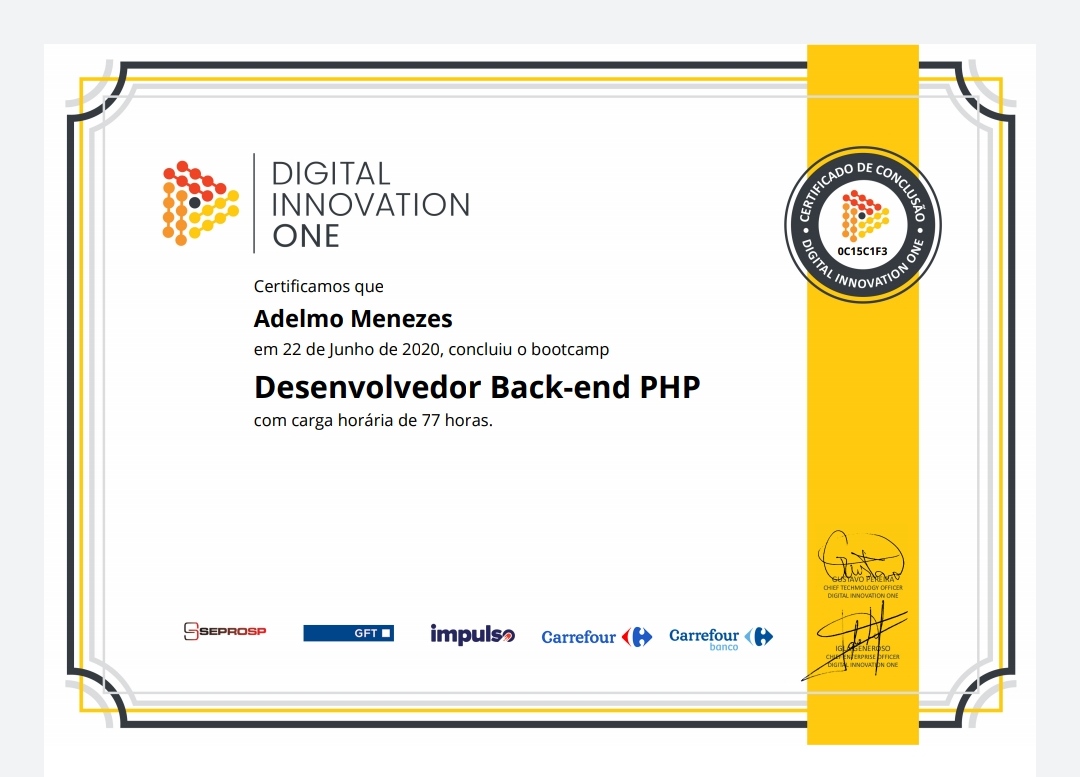 DIGITAL
INNOVATION
ONE
CERTIFICADO DE CONCLUSÃO
0C15C1F3
DIGITAL INNOVATION ONE
Certificamos que
Adelmo Menezes
em 22 de Junho de 2020, concluiu o bootcamp
Desenvolvedor Back-end PHP
com carga horária de 77 horas.
SEPROSP
GFT
impulso
Carrefour
Carrefour
banco
GUSTAVO PEREIRA
CHIEF TECHMOLOGY OFFICER
DIGITAL INNOVATION ONE
IGLÁ GENEROSO
CHIEF ENTERPRISE OFFICER
DIGITAL INNOVATION ONE